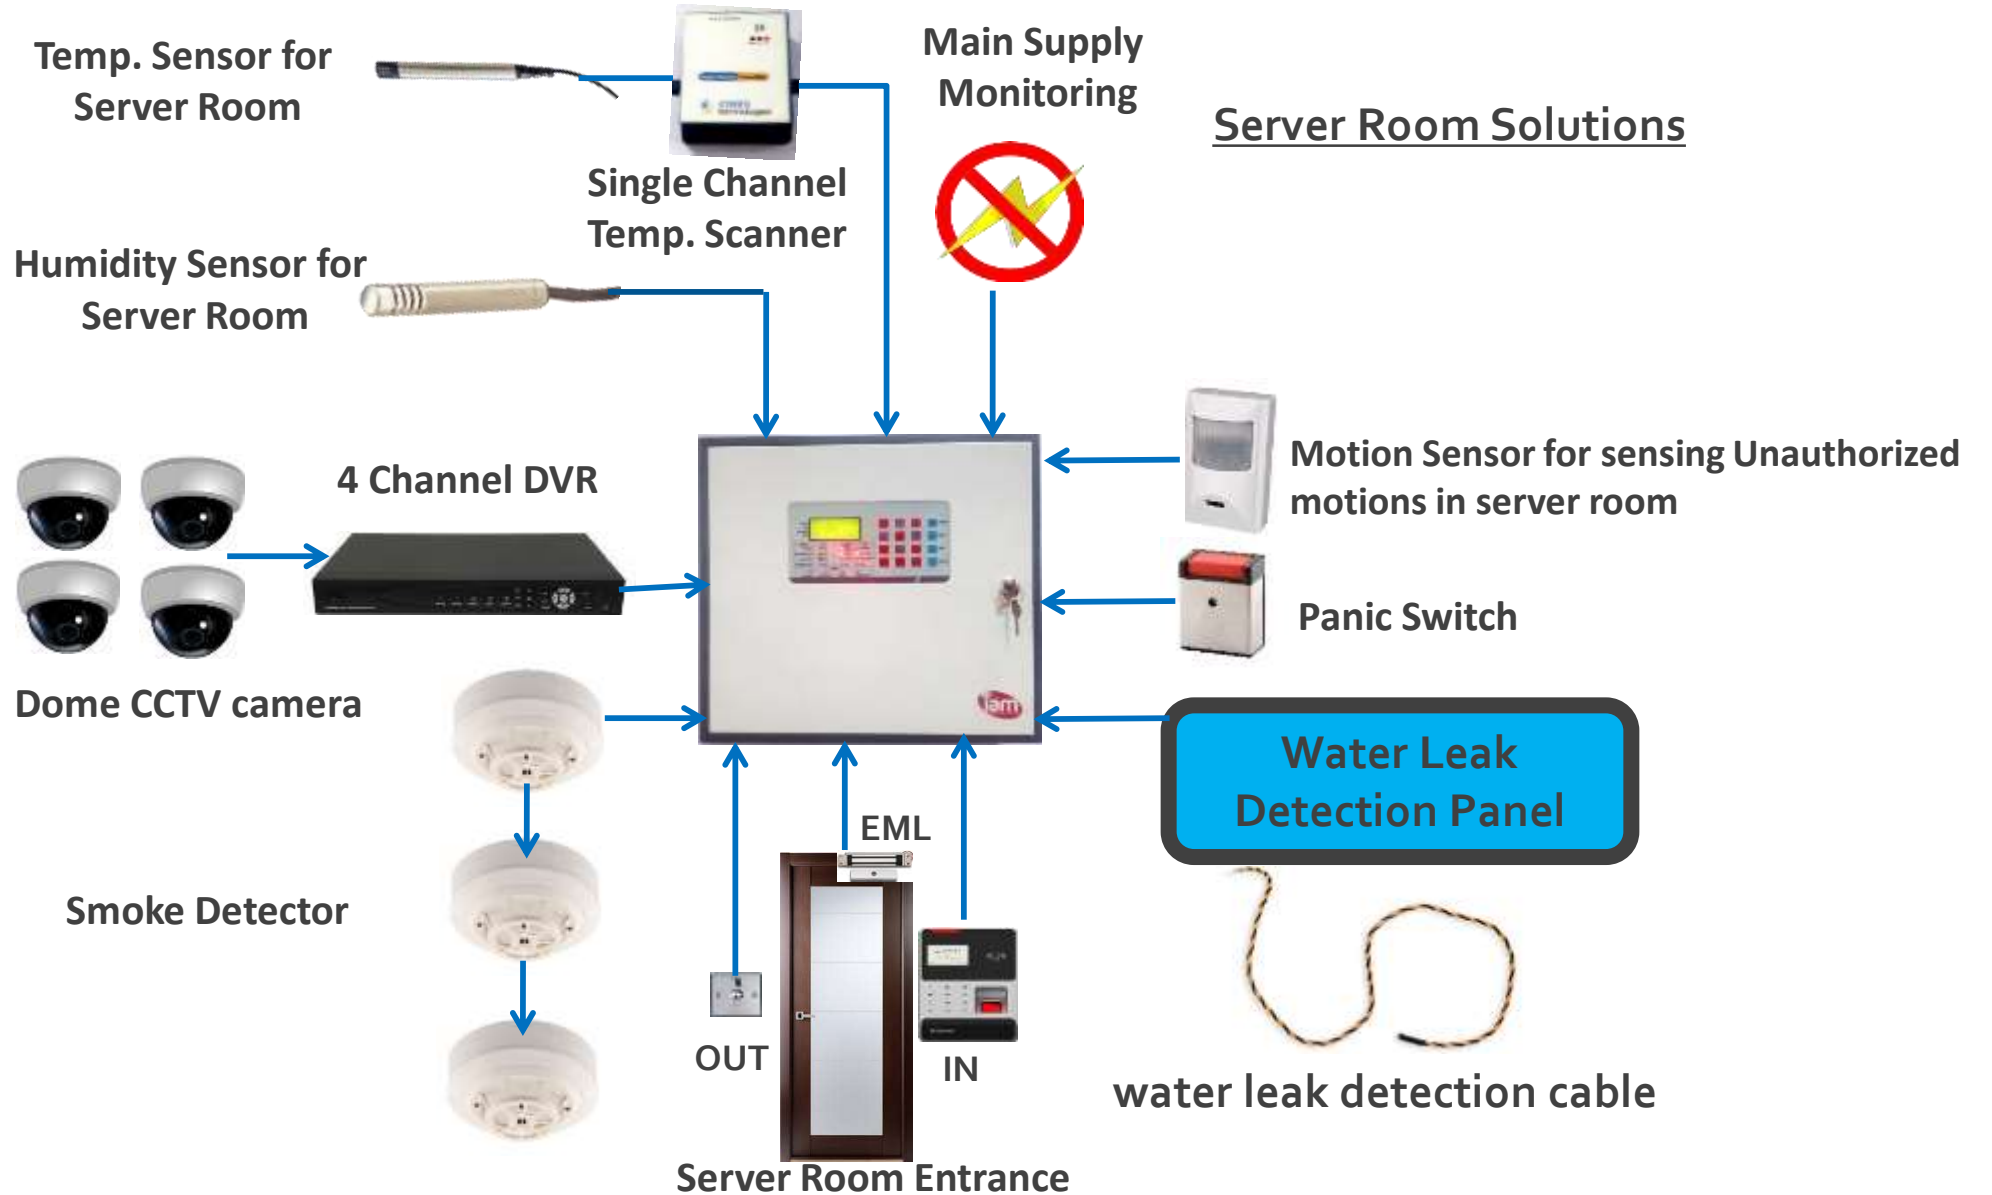 Temp. Sensor for
Server Room
Main Supply
Monitoring
Server Room Solutions
Single Channel
Temp. Scanner
Humidity Sensor for
Server Room
4 Channel DVR
Motion Sensor for sensing Unauthorized
motions in server room
Panic Switch
Dome CCTV camera
iam
Water Leak
Detection Panel
EML
Smoke Detector
OUT
IN
water leak detection cable
Server Room Entrance